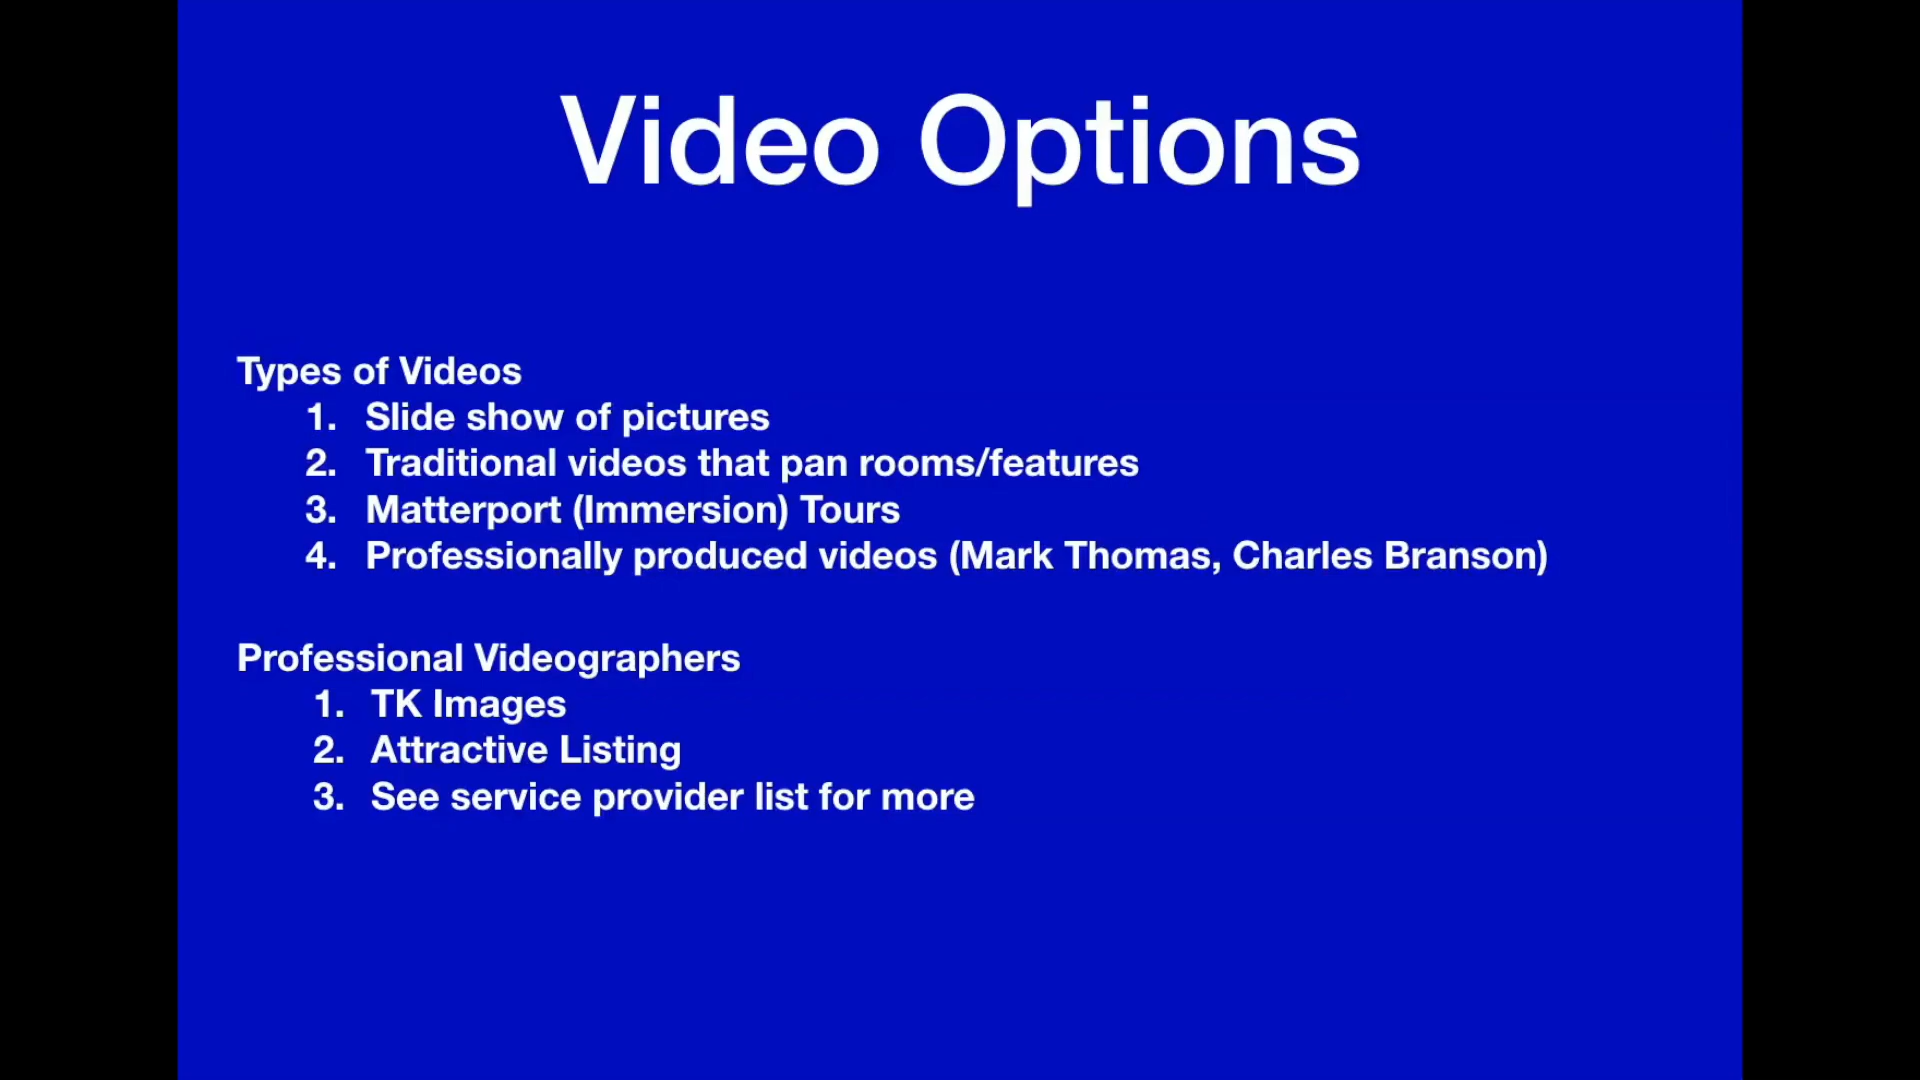 Video Options
Types of Videos
1. Slide show of pictures
2. Traditional videos that pan rooms/features
3. Matterport (Immersion) Tours
4. Professionally produced videos (Mark Thomas, Charles Branson)
Professional Videographers
1. TK Images
2. Attractive Listing
3. See service provider list for more